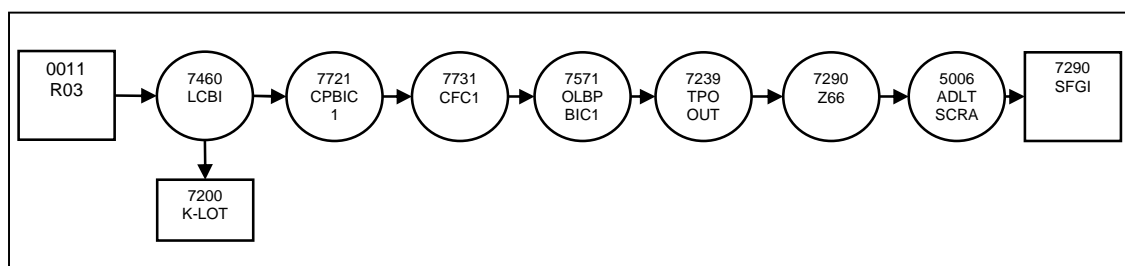 0011
R03
7460
LCBI
7721
CPBIC
1
7731
CFC1
7571
OLBP
BIC1
7239
TPO
OUT
7290
Z66
5006
ADLT
SCRA
7290
SFGI
7200
K-LOT